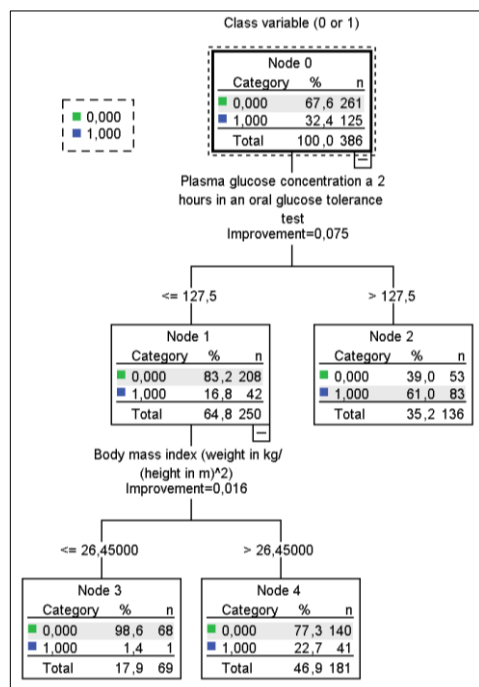 Class variable (0 or 1)
Node 0
Category % n
0,000 67,6 261
1,000 32,4 125
Total 100,0 386
0,000
1,000
Plasma glucose concentration a 2
hours in an oral glucose tolerance
test
Improvement=0,075
<= 127,5
> 127,5
Node 1
Category % n
0,000 83,2 208
1,000 16,8 42
Total 64,8 250
Node 2
Category % n
0,000 39,0 53
1,000 61,0 83
Total 35,2 136
Body mass index (weight in kg/
(height in m)^2)
Improvement=0,016
<= 26,45000
> 26,45000
Node 3
Category % n
0,000 98,6 68
1,000 1,4 1
Total 17,9 69
Node 4
Category % n
0,000 77,3 140
1,000 22,7 41
Total 46,9 181